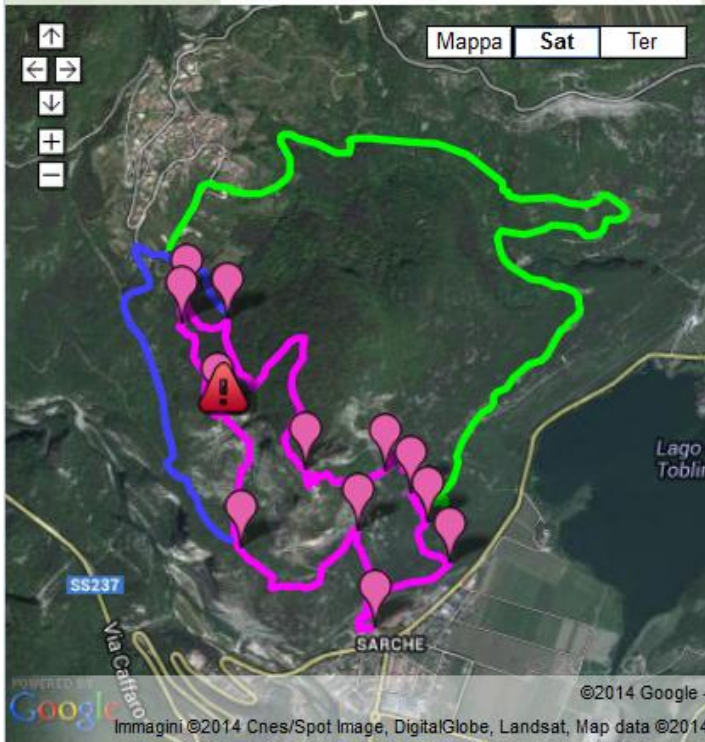 Mappa Sat Ter
Lago
Toblin
SS237
Via Caffaro
SARCHE
POWERED BY
Google
©2014 Google -
Immagini ©2014 Cnes/Spot Image, DigitalGlobe, Landsat, Map data ©2014